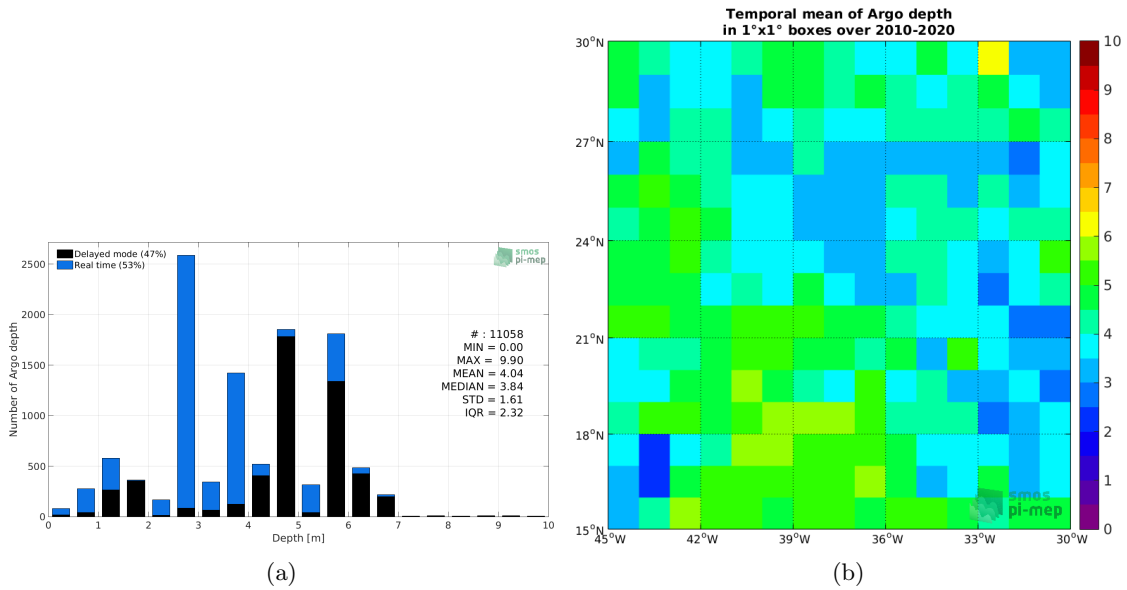 Delayed mode (47%)
Real time (53%)
smos
pi-mep
# : 11058
MIN = 0.00
MAX = 9.90
MEAN = 4.04
MEDIAN = 3.84
STD = 1.61
IQR = 2.32
Number of Argo depth
2500
2000
1500
1000
500
0
0 1 2 3 4 5 6 7 8 9 10
Depth [m]
(a)
Temporal mean of Argo depth
in 1°x1° boxes over 2010-2020
30°N
27°N
24°N
21°N
18°N
15°N
45°W 42°W 39°W 36°W 33°W 30°W
smos
pi-mep
10
9
8
7
6
5
4
3
2
1
0
(b)